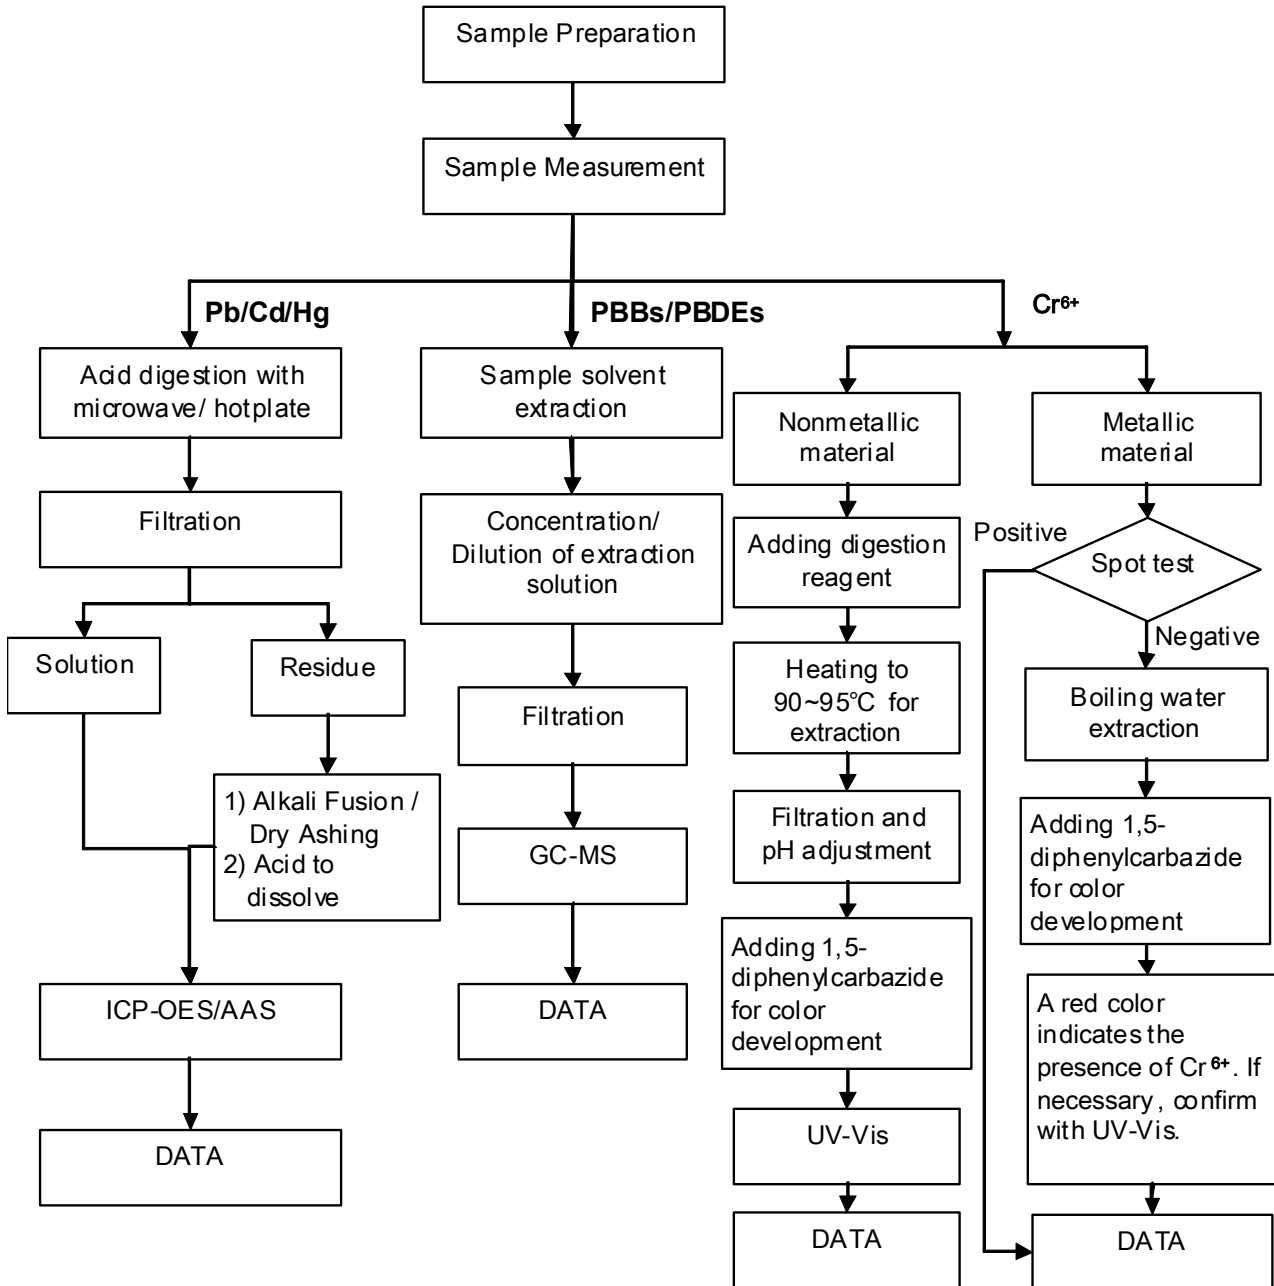 Sample Preparation
Sample Measurement
Pb/Cd/Hg
PBBs/PBDEs
Cr6+
Acid digestion with
microwave/ hotplate
Filtration
Solution
Residue
1) Alkali Fusion /
Dry Ashing
2) Acid to
dissolve
ICP-OES/AAS
DATA
Sample solvent
extraction
Concentration/
Dilution of extraction
solution
Filtration
GC-MS
DATA
Nonmetallic
material
Adding digestion
reagent
Heating to
90~95℃ for
extraction
Filtration and
pH adjustment
Adding 1,5-
diphenylcarbazide
for color
development
UV-Vis
DATA
Metallic
material
Positive
Spot test
Negative
Boiling water
extraction
Adding 1,5-
diphenylcarbazide
for color
development
A red color
indicates the
presence of Cr6+. If
necessary, confirm
with UV-Vis.
DATA